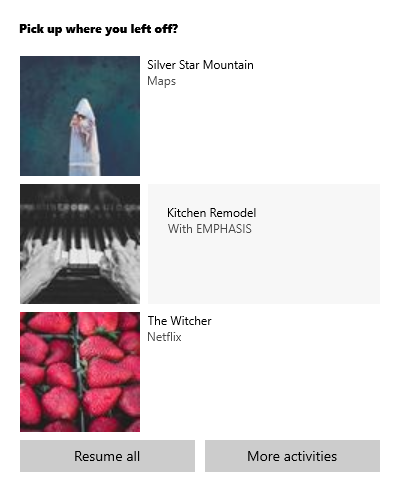 Pick up where you left off?
Silver Star Mountain
Maps
Kitchen Remodel
With EMPHASIS
The Witcher
Netflix
Resume all
More activities